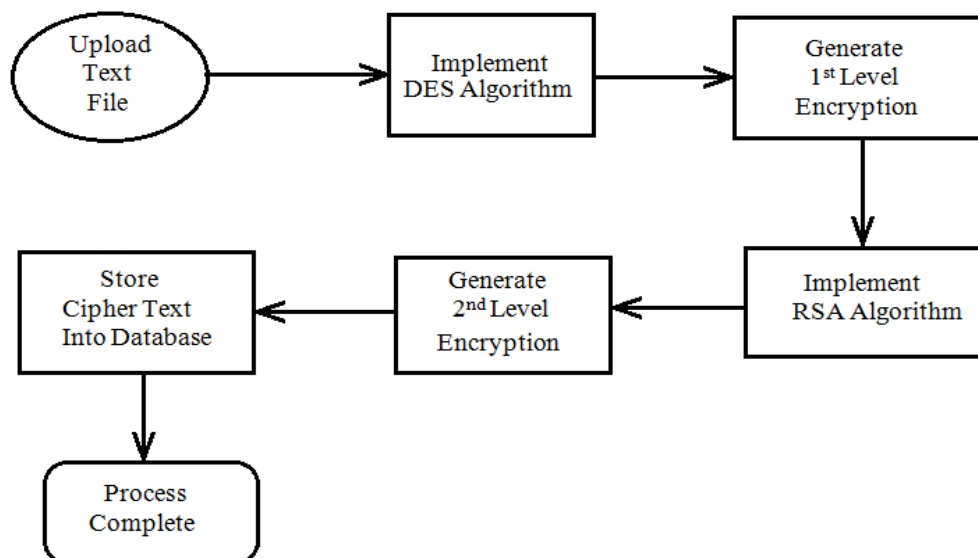 Upload
Text
File
Implement
DES Algorithm
Generate
1st Level
Encryption
Implement
RSA Algorithm
Generate
2nd Level
Encryption
Store
Cipher Text
Into Database
Process
Complete